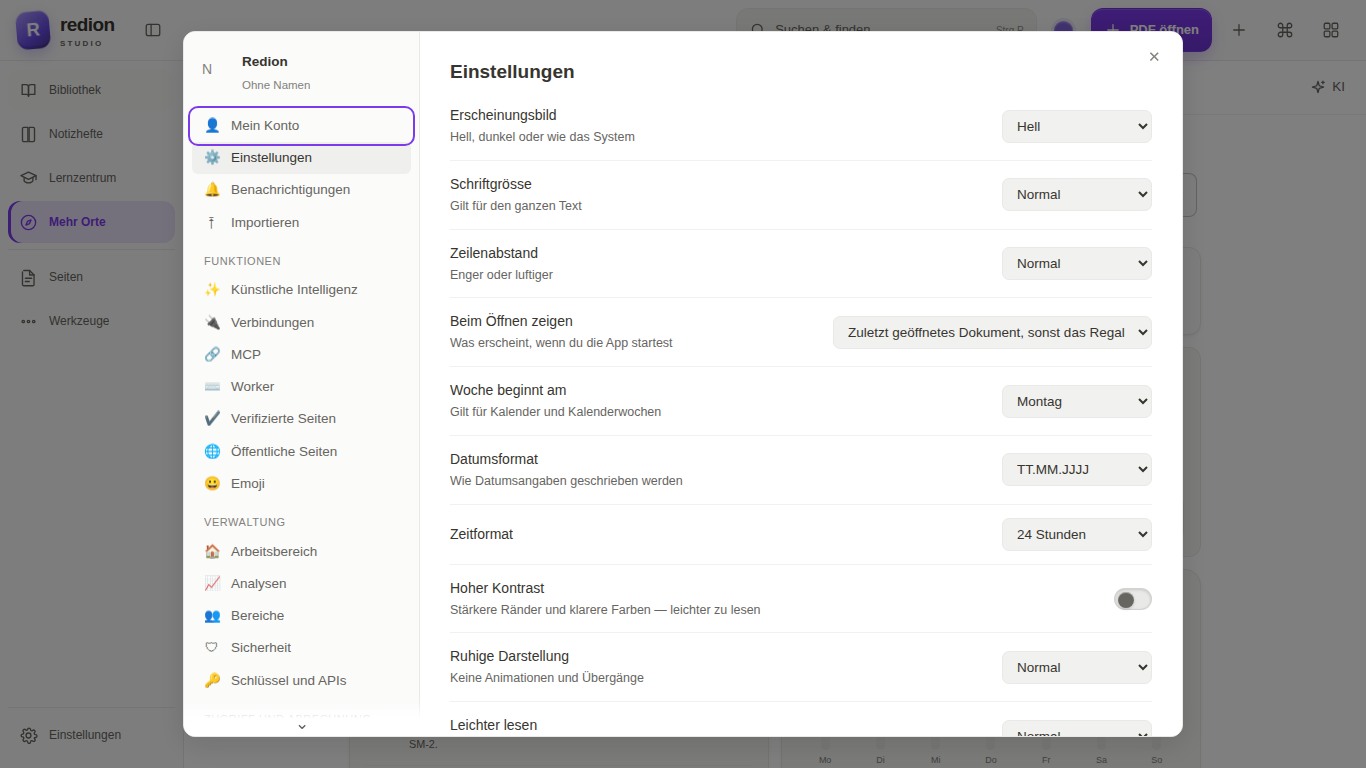 R
redion
STUDIO
Suchen & finden
Strg P
PDF öffnen
Bibliothek
Notizhefte
Lernzentrum
Mehr Orte
Seiten
Werkzeuge
Einstellungen
KI
N
Redion
Ohne Namen
Mein Konto
Einstellungen
Benachrichtigungen
Importieren
FUNKTIONEN
Künstliche Intelligenz
Verbindungen
MCP
Worker
Verifizierte Seiten
Öffentliche Seiten
Emoji
VERWALTUNG
Arbeitsbereich
Analysen
Bereiche
Sicherheit
Schlüssel und APIs
Einstellungen
Erscheinungsbild
Hell, dunkel oder wie das System
Hell
Schriftgrösse
Gilt für den ganzen Text
Normal
Zeilenabstand
Enger oder luftiger
Normal
Beim Öffnen zeigen
Was erscheint, wenn du die App startest
Zuletzt geöffnetes Dokument, sonst das Regal
Woche beginnt am
Gilt für Kalender und Kalenderwochen
Montag
Datumsformat
Wie Datumsangaben geschrieben werden
TT.MM.JJJJ
Zeitformat
24 Stunden
Hoher Kontrast
Stärkere Ränder und klarere Farben — leichter zu lesen
Ruhige Darstellung
Keine Animationen und Übergänge
Normal
Leichter lesen
Normal
SM-2.
Mo Di Mi Do Fr Sa So